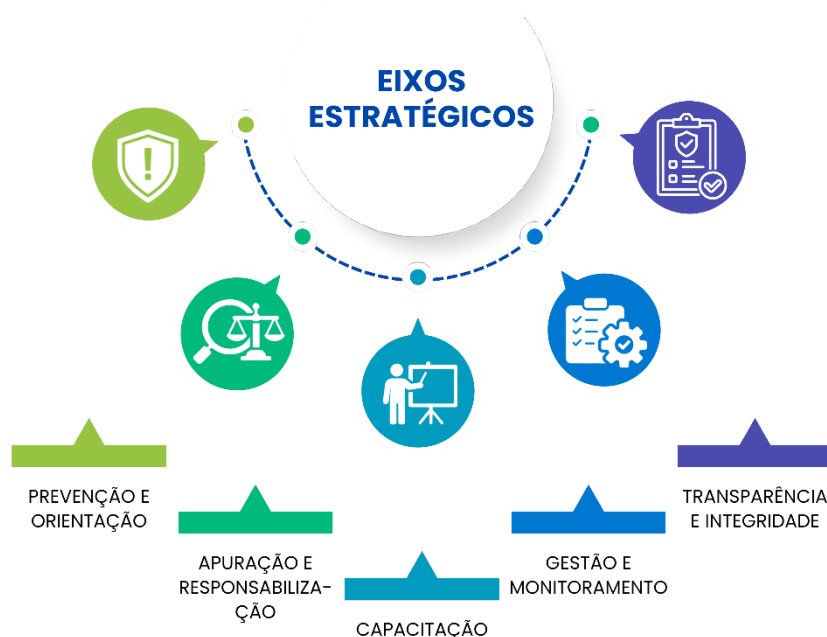 EIXOS
ESTRATÉGICOS
PREVENÇÃO E
ORIENTAÇÃO
APURAÇÃO E
RESPONSABILIZA-
ÇÃO
CAPACITAÇÃO
GESTÃO E
MONITORAMENTO
TRANSPARÊNCIA
E INTEGRIDADE